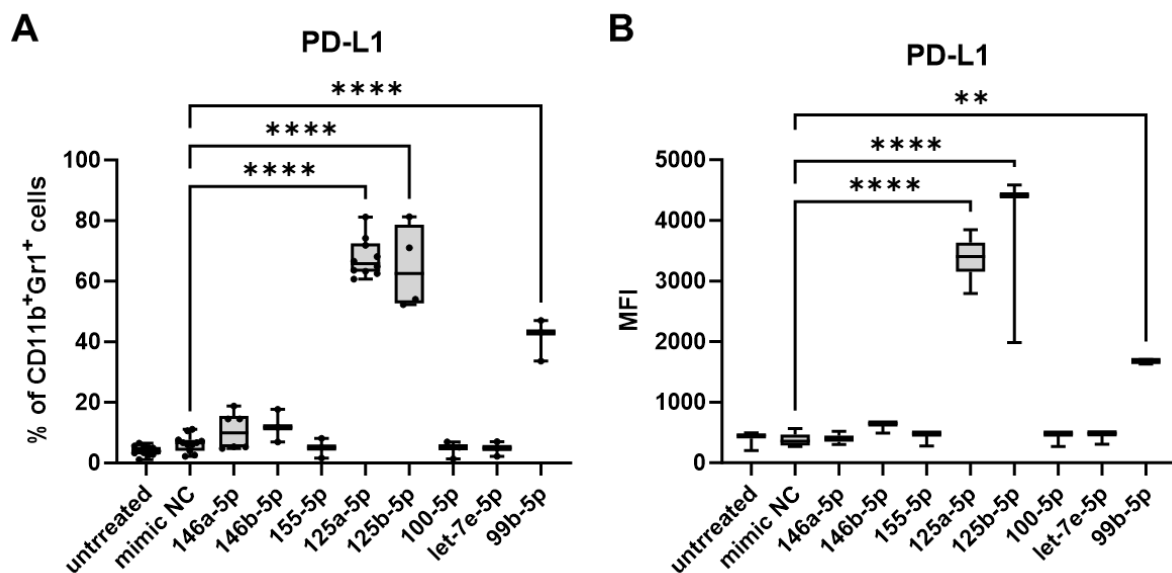 A
PD-L1
****
****
****
% of CD11b⁺Gr1⁺ cells
100
80
60
40
20
0
untrreated
mimic NC
146a-5p
146b-5p
155-5p
125a-5p
125b-5p
100-5p
let-7e-5p
99b-5p
B
PD-L1
**
****
****
MFI
5000
4000
3000
2000
1000
0
untrreated
mimic NC
146a-5p
146b-5p
155-5p
125a-5p
125b-5p
100-5p
let-7e-5p
99b-5p